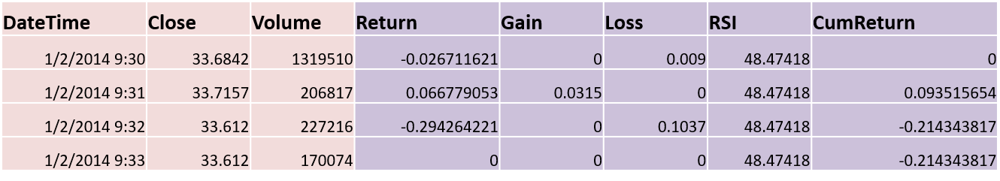 DateTime Close Volume Return Gain Loss RSI CumReturn
1/2/2014 9:30 33.6842 1319510 -0.026711621 0 0.009 48.47418 0
1/2/2014 9:31 33.7157 206817 0.066779053 0.0315 0 48.47418 0.093515654
1/2/2014 9:32 33.612 227216 -0.294264221 0 0.1037 48.47418 -0.214343817
1/2/2014 9:33 33.612 170074 0 0 0 48.47418 -0.214343817